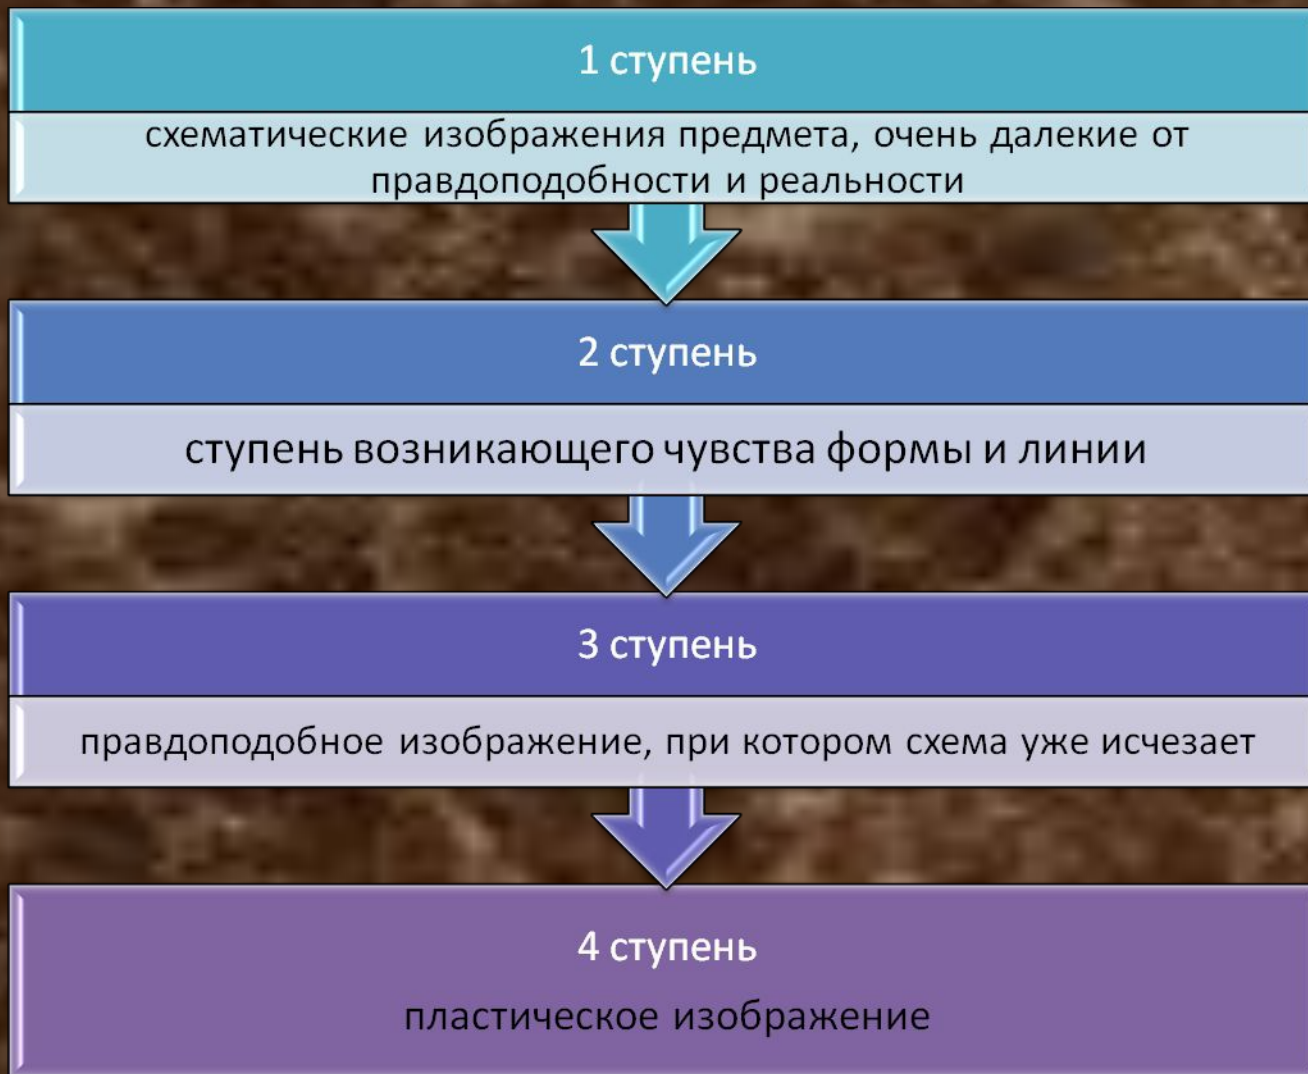 1 ступень
схематические изображения предмета, очень далекие от
правдоподобности и реальности
2 ступень
ступень возникающего чувства формы и линии
3 ступень
правдоподобное изображение, при котором схема уже исчезает
4 ступень
пластическое изображение